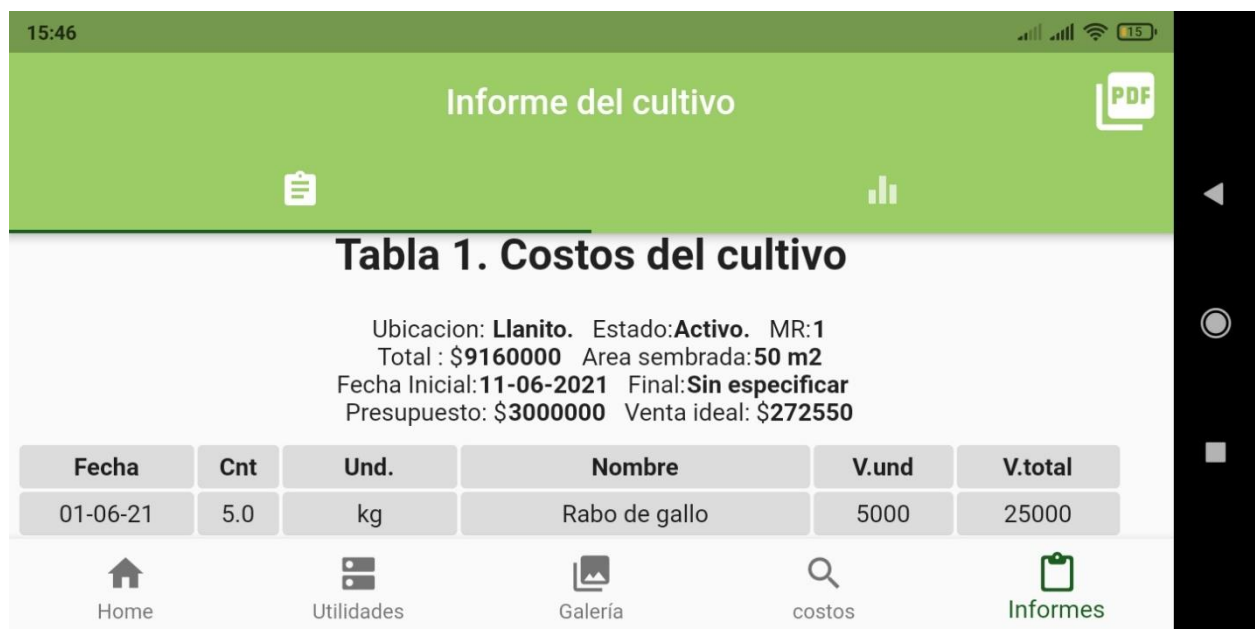 15:46
15
Informe del cultivo
PDF
Tabla 1. Costos del cultivo
Ubicacion: Llanito. Estado:Activo. MR:1
Total : $9160000 Area sembrada:50 m2
Fecha Inicial:11-06-2021 Final:Sin especificar
Presupuesto: $3000000 Venta ideal: $272550
Fecha Cnt Und. Nombre V.und V.total
01-06-21 5.0 kg Rabo de gallo 5000 25000
Home Utilidades Galería costos Informes